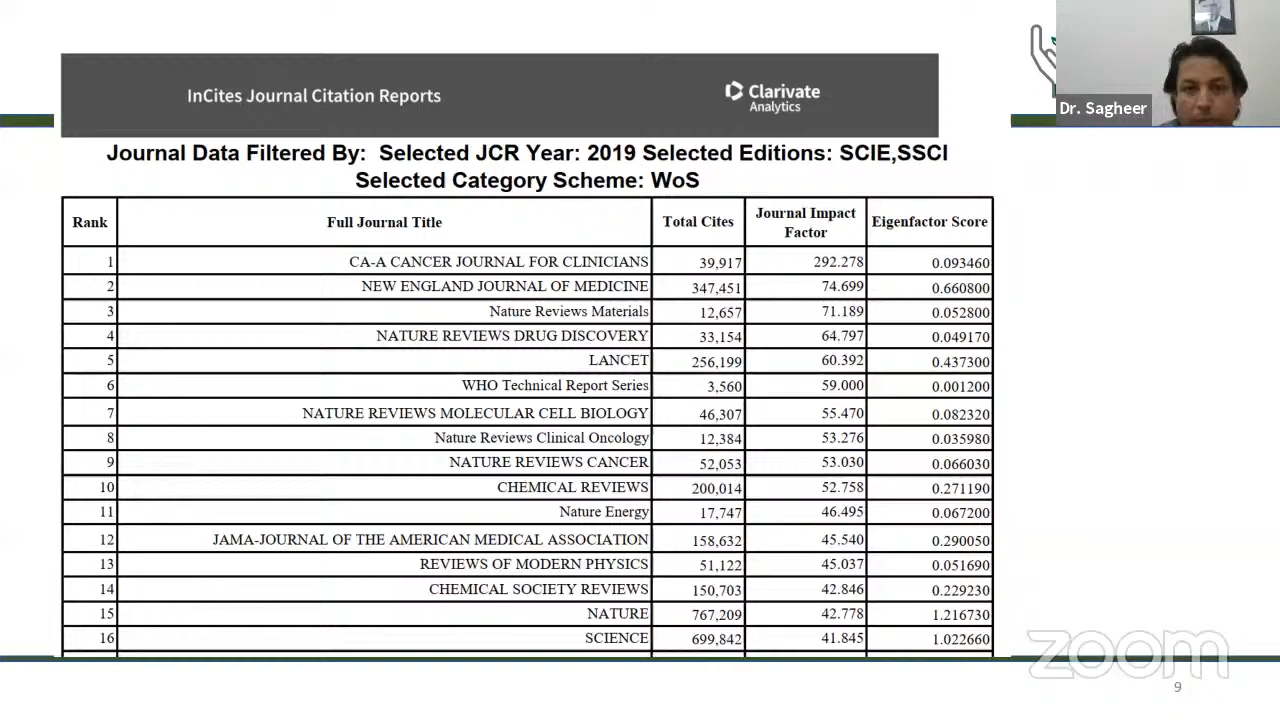 InCites Journal Citation Reports
Clarivate
Analytics
Dr. Sagheer
Journal Data Filtered By: Selected JCR Year: 2019 Selected Editions: SCIE,SSCI
Selected Category Scheme: WoS
Rank Full Journal Title Total Cites Journal Impact Factor Eigenfactor Score
1 CA-A CANCER JOURNAL FOR CLINICIANS 39,917 292.278 0.093460
2 NEW ENGLAND JOURNAL OF MEDICINE 347,451 74.699 0.660800
3 Nature Reviews Materials 12,657 71.189 0.052800
4 NATURE REVIEWS DRUG DISCOVERY 33,154 64.797 0.049170
5 LANCET 256,199 60.392 0.437300
6 WHO Technical Report Series 3,560 59.000 0.001200
7 NATURE REVIEWS MOLECULAR CELL BIOLOGY 46,307 55.470 0.082320
8 Nature Reviews Clinical Oncology 12,384 53.276 0.035980
9 NATURE REVIEWS CANCER 52,053 53.030 0.066030
10 CHEMICAL REVIEWS 200,014 52.758 0.271190
11 Nature Energy 17,747 46.495 0.067200
12 JAMA-JOURNAL OF THE AMERICAN MEDICAL ASSOCIATION 158,632 45.540 0.290050
13 REVIEWS OF MODERN PHYSICS 51,122 45.037 0.051690
14 CHEMICAL SOCIETY REVIEWS 150,703 42.846 0.229230
15 NATURE 767,209 42.778 1.216730
16 SCIENCE 699,842 41.845 1.022660
zoom
9